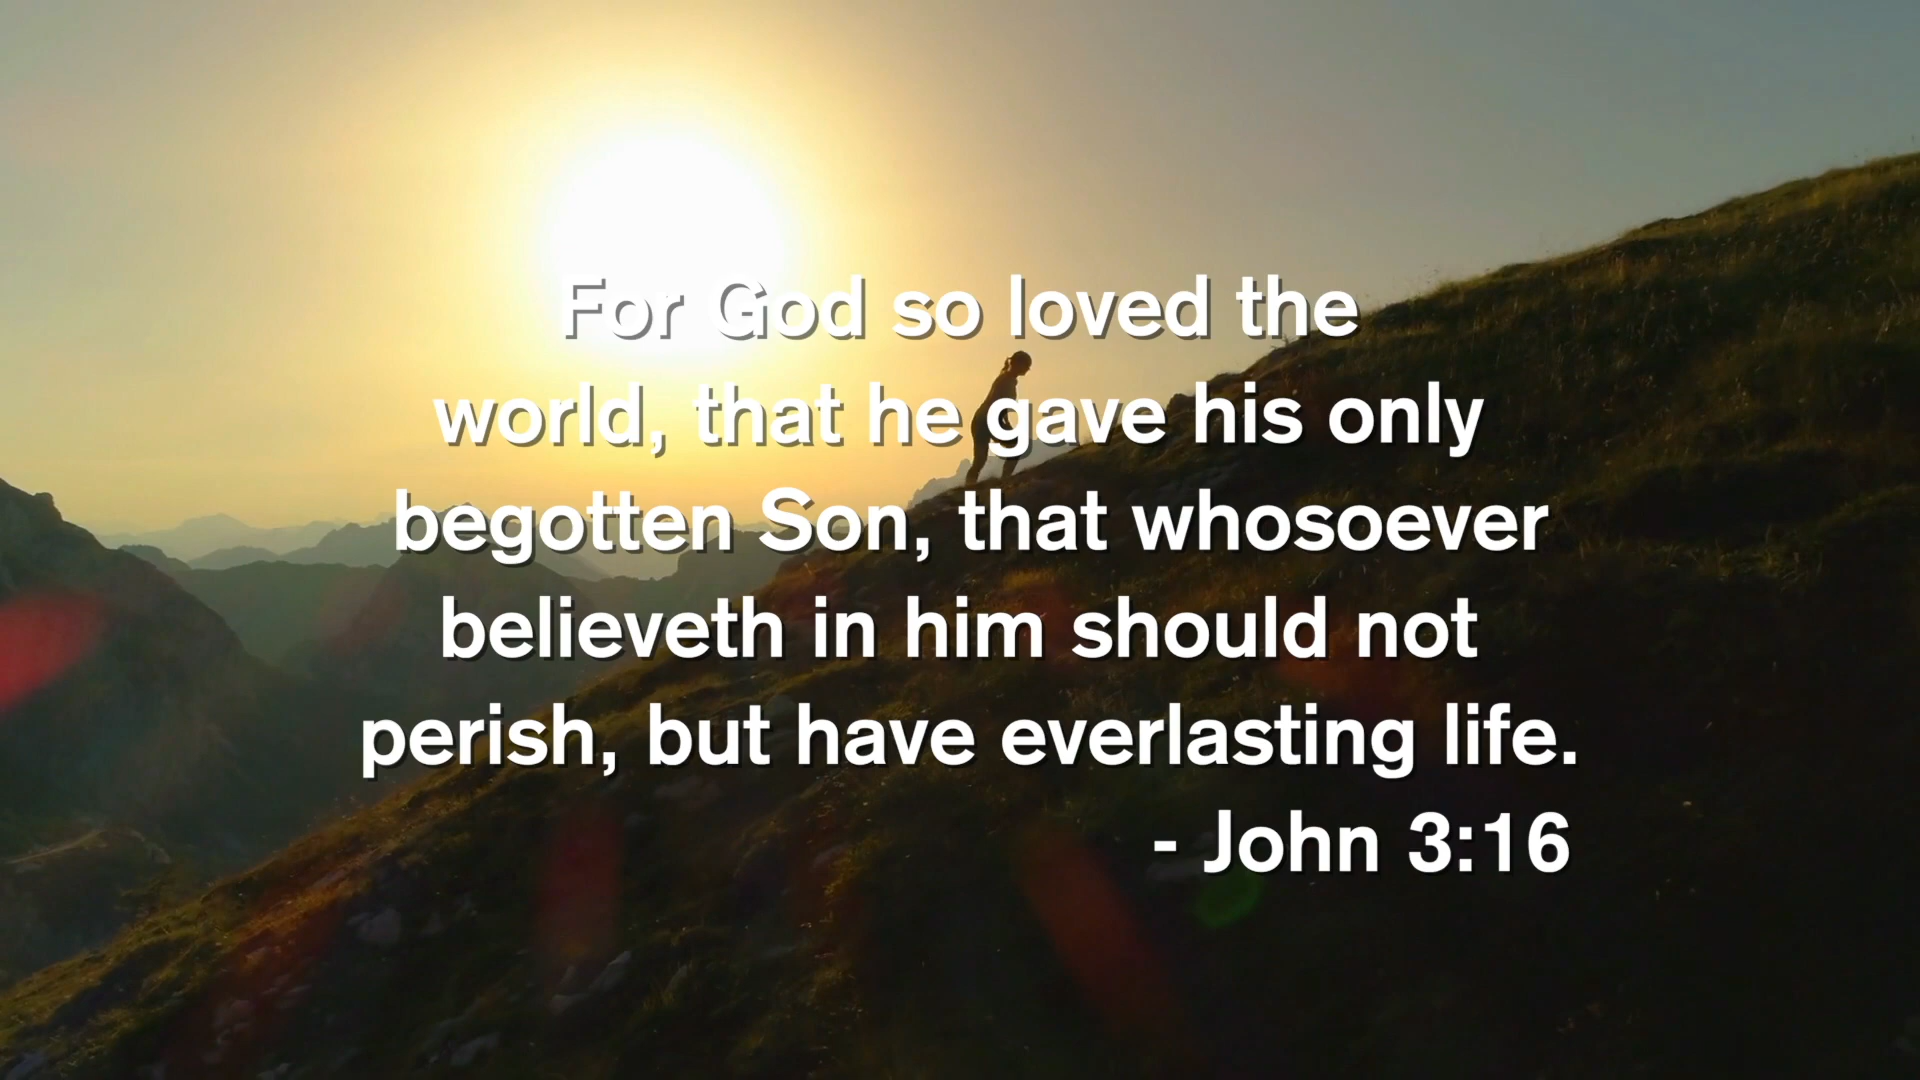 For God so loved the
world, that he gave his only
begotten Son, that whosoever
believeth in him should not
perish, but have everlasting life.
- John 3:16